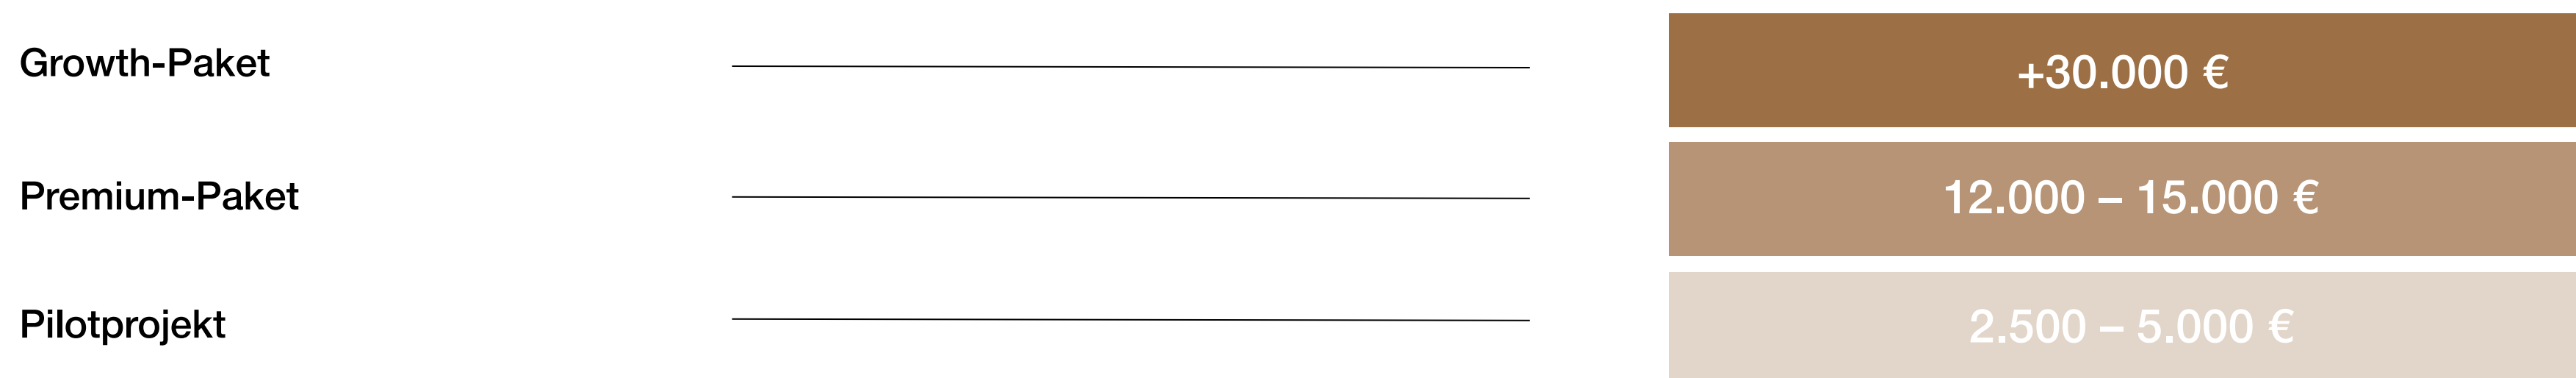 Growth-Paket +30.000 €
Premium-Paket 12.000 – 15.000 €
Pilotprojekt 2.500 – 5.000 €